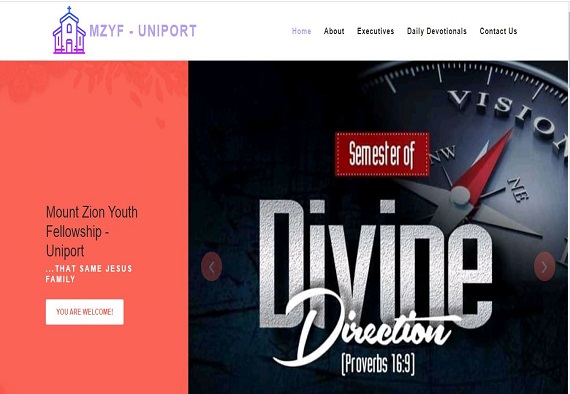 MZYF - UNIPORT
Home About Executives Daily Devotionals Contact Us
Mount Zion Youth
Fellowship -
Uniport
...THAT SAME JESUS
FAMILY
YOU ARE WELCOME!
VISION
NW
NE
Semester of
Divine
Direction
(Proverbs 16:9)